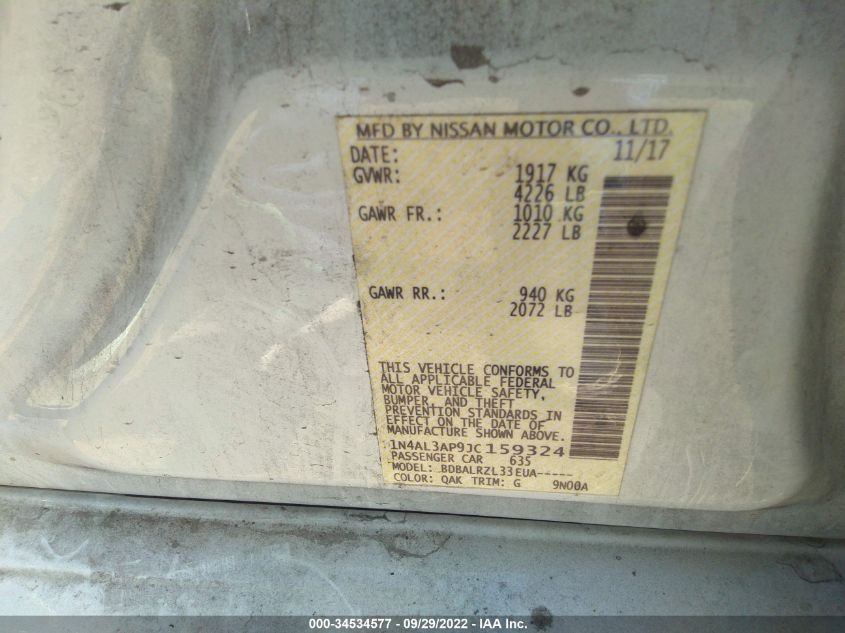 MFD BY NISSAN MOTOR CO., LTD.
DATE: 11/17
GVWR: 1917 KG
4226 LB
GAWR FR.: 1010 KG
2227 LB
GAWR RR.: 940 KG
2072 LB
THIS VEHICLE CONFORMS TO
ALL APPLICABLE FEDERAL
MOTOR VEHICLE SAFETY,
BUMPER, AND THEFT
PREVENTION STANDARDS IN
EFFECT ON THE DATE OF
MANUFACTURE SHOWN ABOVE.
1N4AL3AP9JC159324
PASSENGER CAR 635
MODEL: BDBALRZL33EUA-----
COLOR: QAK TRIM: G 9N00A
000-34534577 - 09/29/2022 - IAA Inc.